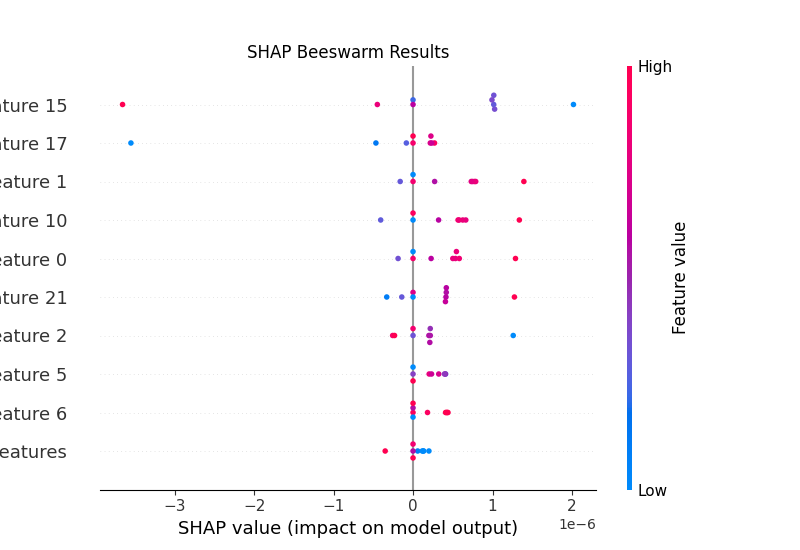 SHAP Beeswarm Results
High
ature 15
ature 17
eature 1
ature 10
eature 0
ature 21
eature 2
eature 5
eature 6
eatures
Feature value
Low
−3 −2 −1 0 1 2
1e−6
SHAP value (impact on model output)